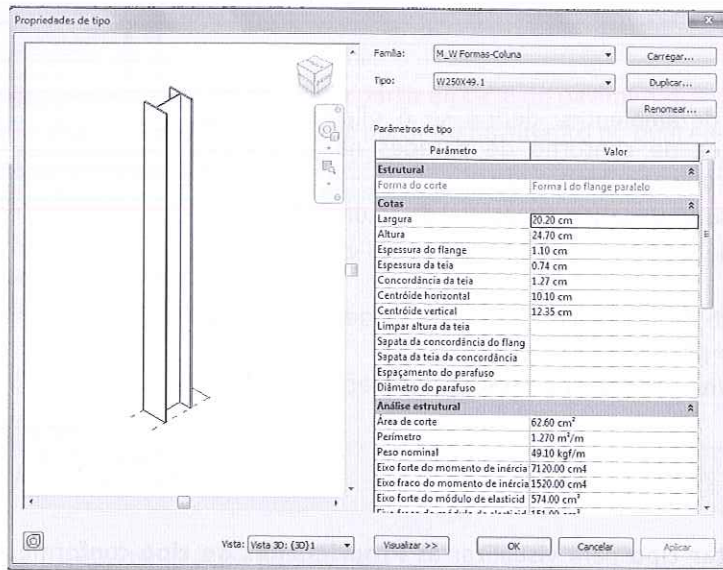 Propriedades de tipo
Família: M_W Formas-Coluna Carregar...
Tipo: W250X49.1 Duplicar...
Renomear...
Parâmetros de tipo
Parâmetro Valor
Estrutural
Forma do corte Forma I do flange paralelo
Cotas
Largura 20.20 cm
Altura 24.70 cm
Espessura do flange 1.10 cm
Espessura da teia 0.74 cm
Concordância da teia 1.27 cm
Centróide horizontal 10.10 cm
Centróide vertical 12.35 cm
Limpar altura da teia
Sapata da concordância do flang
Sapata da teia da concordância
Espaçamento do parafuso
Diâmetro do parafuso
Análise estrutural
Área de corte 62.60 cm²
Perímetro 1.270 m²/m
Peso nominal 49.10 kgf/m
Eixo forte do momento de inércia 7120.00 cm4
Eixo fraco do momento de inércia 1520.00 cm4
Eixo forte do módulo de elasticid 574.00 cm³
Vista: Vista 3D: {3D}1 Visualizar >> OK Cancelar Aplicar